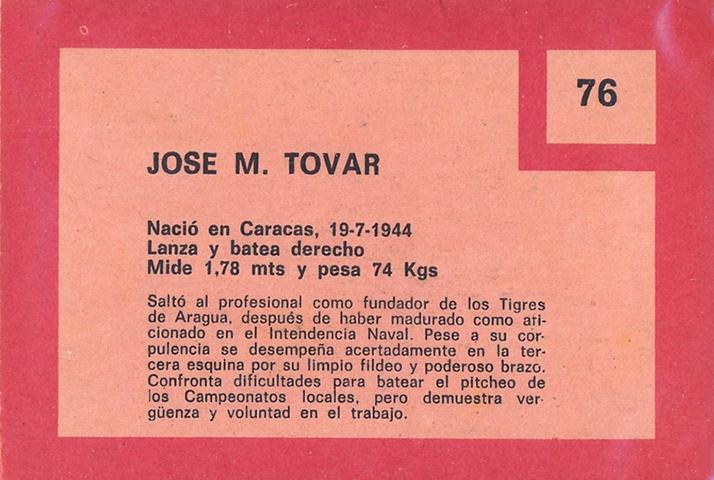 76
JOSE M. TOVAR
Nació en Caracas, 19-7-1944
Lanza y batea derecho
Mide 1,78 mts y pesa 74 Kgs
Saltó al profesional como fundador de los Tigres
de Aragua, después de haber madurado como afi-
cionado en el Intendencia Naval. Pese a su cor-
pulencia se desempeña acertadamente en la ter-
cera esquina por su limpio fildeo y poderoso brazo.
Confronta dificultades para batear el pitcheo de
los Campeonatos locales, pero demuestra ver-
güenza y voluntad en el trabajo.